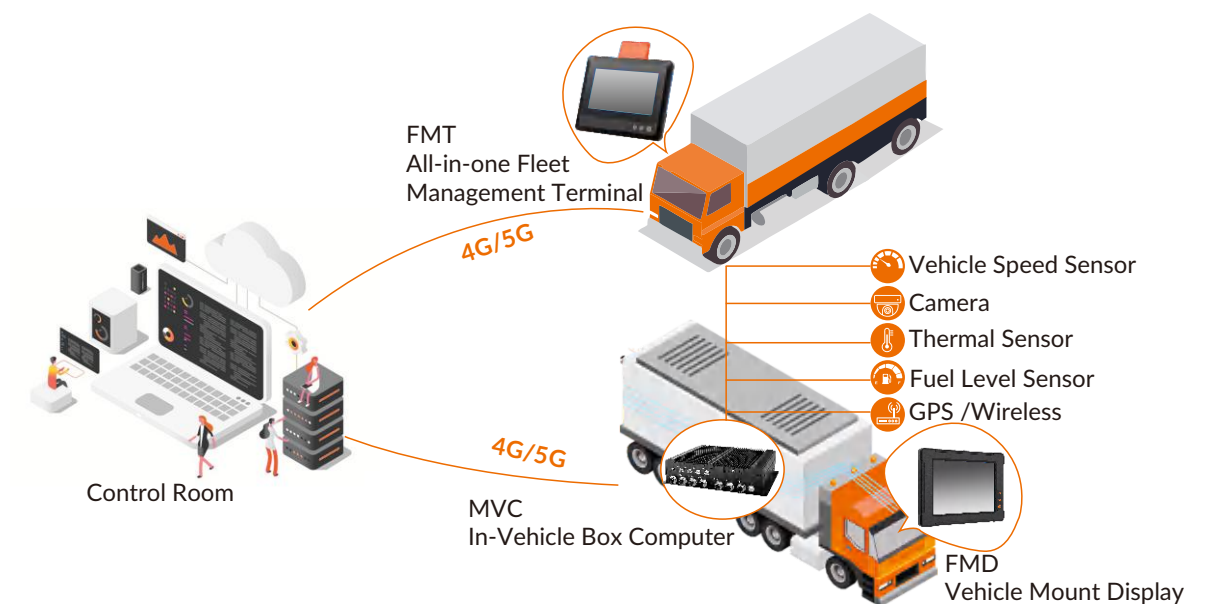 FMT
All-in-one Fleet
Management Terminal
4G/5G
Vehicle Speed Sensor
Camera
Thermal Sensor
Fuel Level Sensor
GPS /Wireless
4G/5G
Control Room
MVC
In-Vehicle Box Computer
FMD
Vehicle Mount Display